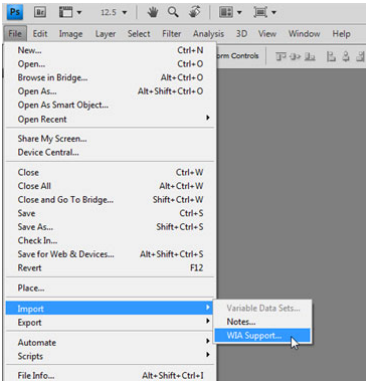 Ps Br 12.5
File Edit Image Layer Select Filter Analysis 3D View Window Help
New... Ctrl+N
orm Controls
Open... Ctrl+O
Browse in Bridge... Alt+Ctrl+O
Open As... Alt+Shift+Ctrl+O
Open As Smart Object...
Open Recent
Share My Screen...
Device Central...
Close Ctrl+W
Close All Alt+Ctrl+W
Close and Go To Bridge... Shift+Ctrl+W
Save Ctrl+S
Save As... Shift+Ctrl+S
Check In...
Save for Web & Devices... Alt+Shift+Ctrl+S
Revert F12
Place...
Import
Variable Data Sets...
Export
Notes...
WIA Support...
Automate
Scripts
File Info... Alt+Shift+Ctrl+I